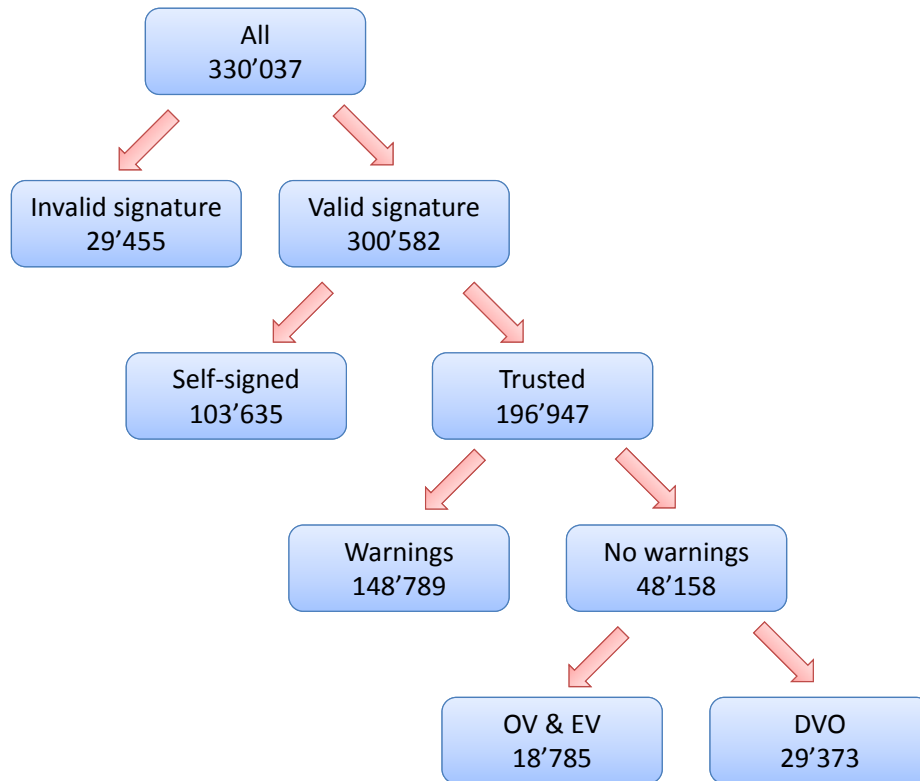 All
330’037
Invalid signature
29’455
Valid signature
300’582
Self-signed
103’635
Trusted
196’947
Warnings
148’789
No warnings
48’158
OV & EV
18’785
DVO
29’373